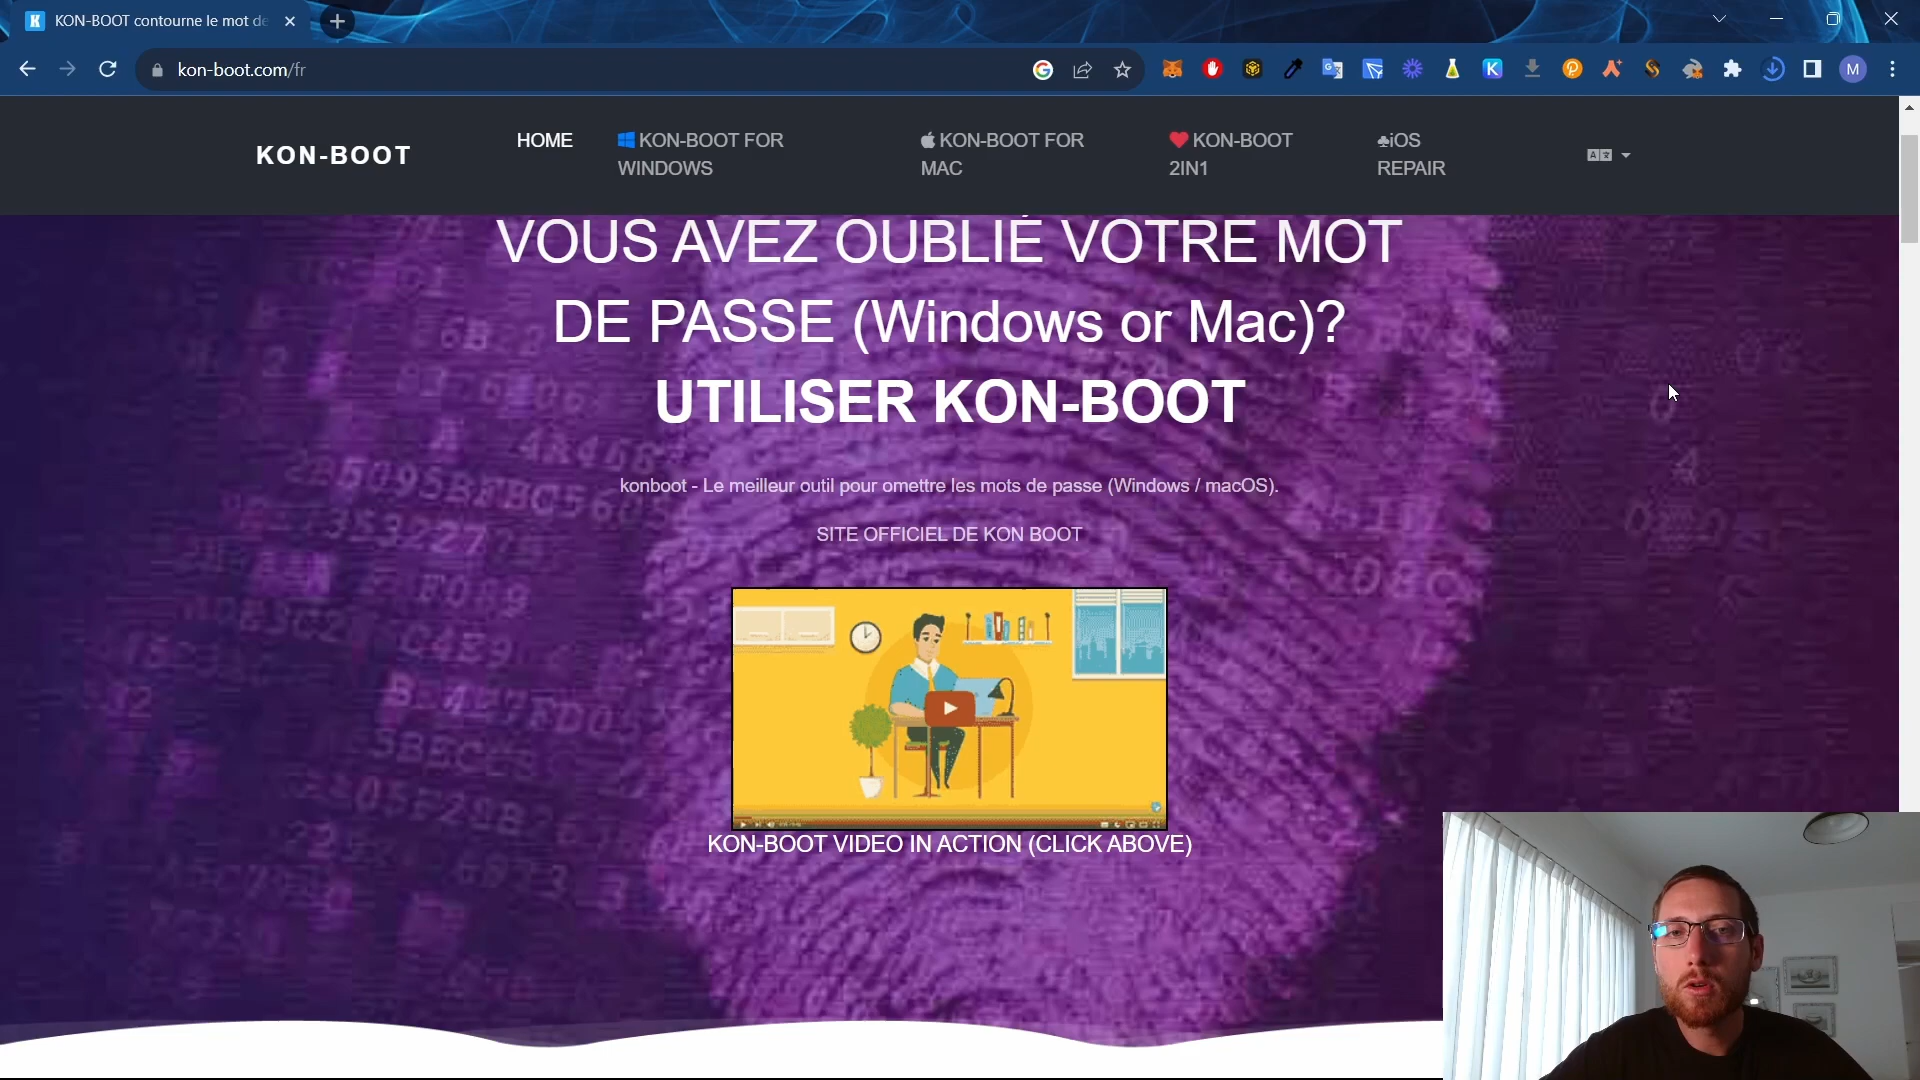 KON-BOOT contourne le mot de
kon-boot.com/fr
M
KON-BOOT
HOME
KON-BOOT FOR
WINDOWS
KON-BOOT FOR
MAC
KON-BOOT
2IN1
iOS
REPAIR
VOUS AVEZ OUBLIÉ VOTRE MOT
DE PASSE (Windows or Mac)?
UTILISER KON-BOOT
konboot - Le meilleur outil pour omettre les mots de passe (Windows / macOS).
SITE OFFICIEL DE KON BOOT
KON-BOOT VIDEO IN ACTION (CLICK ABOVE)